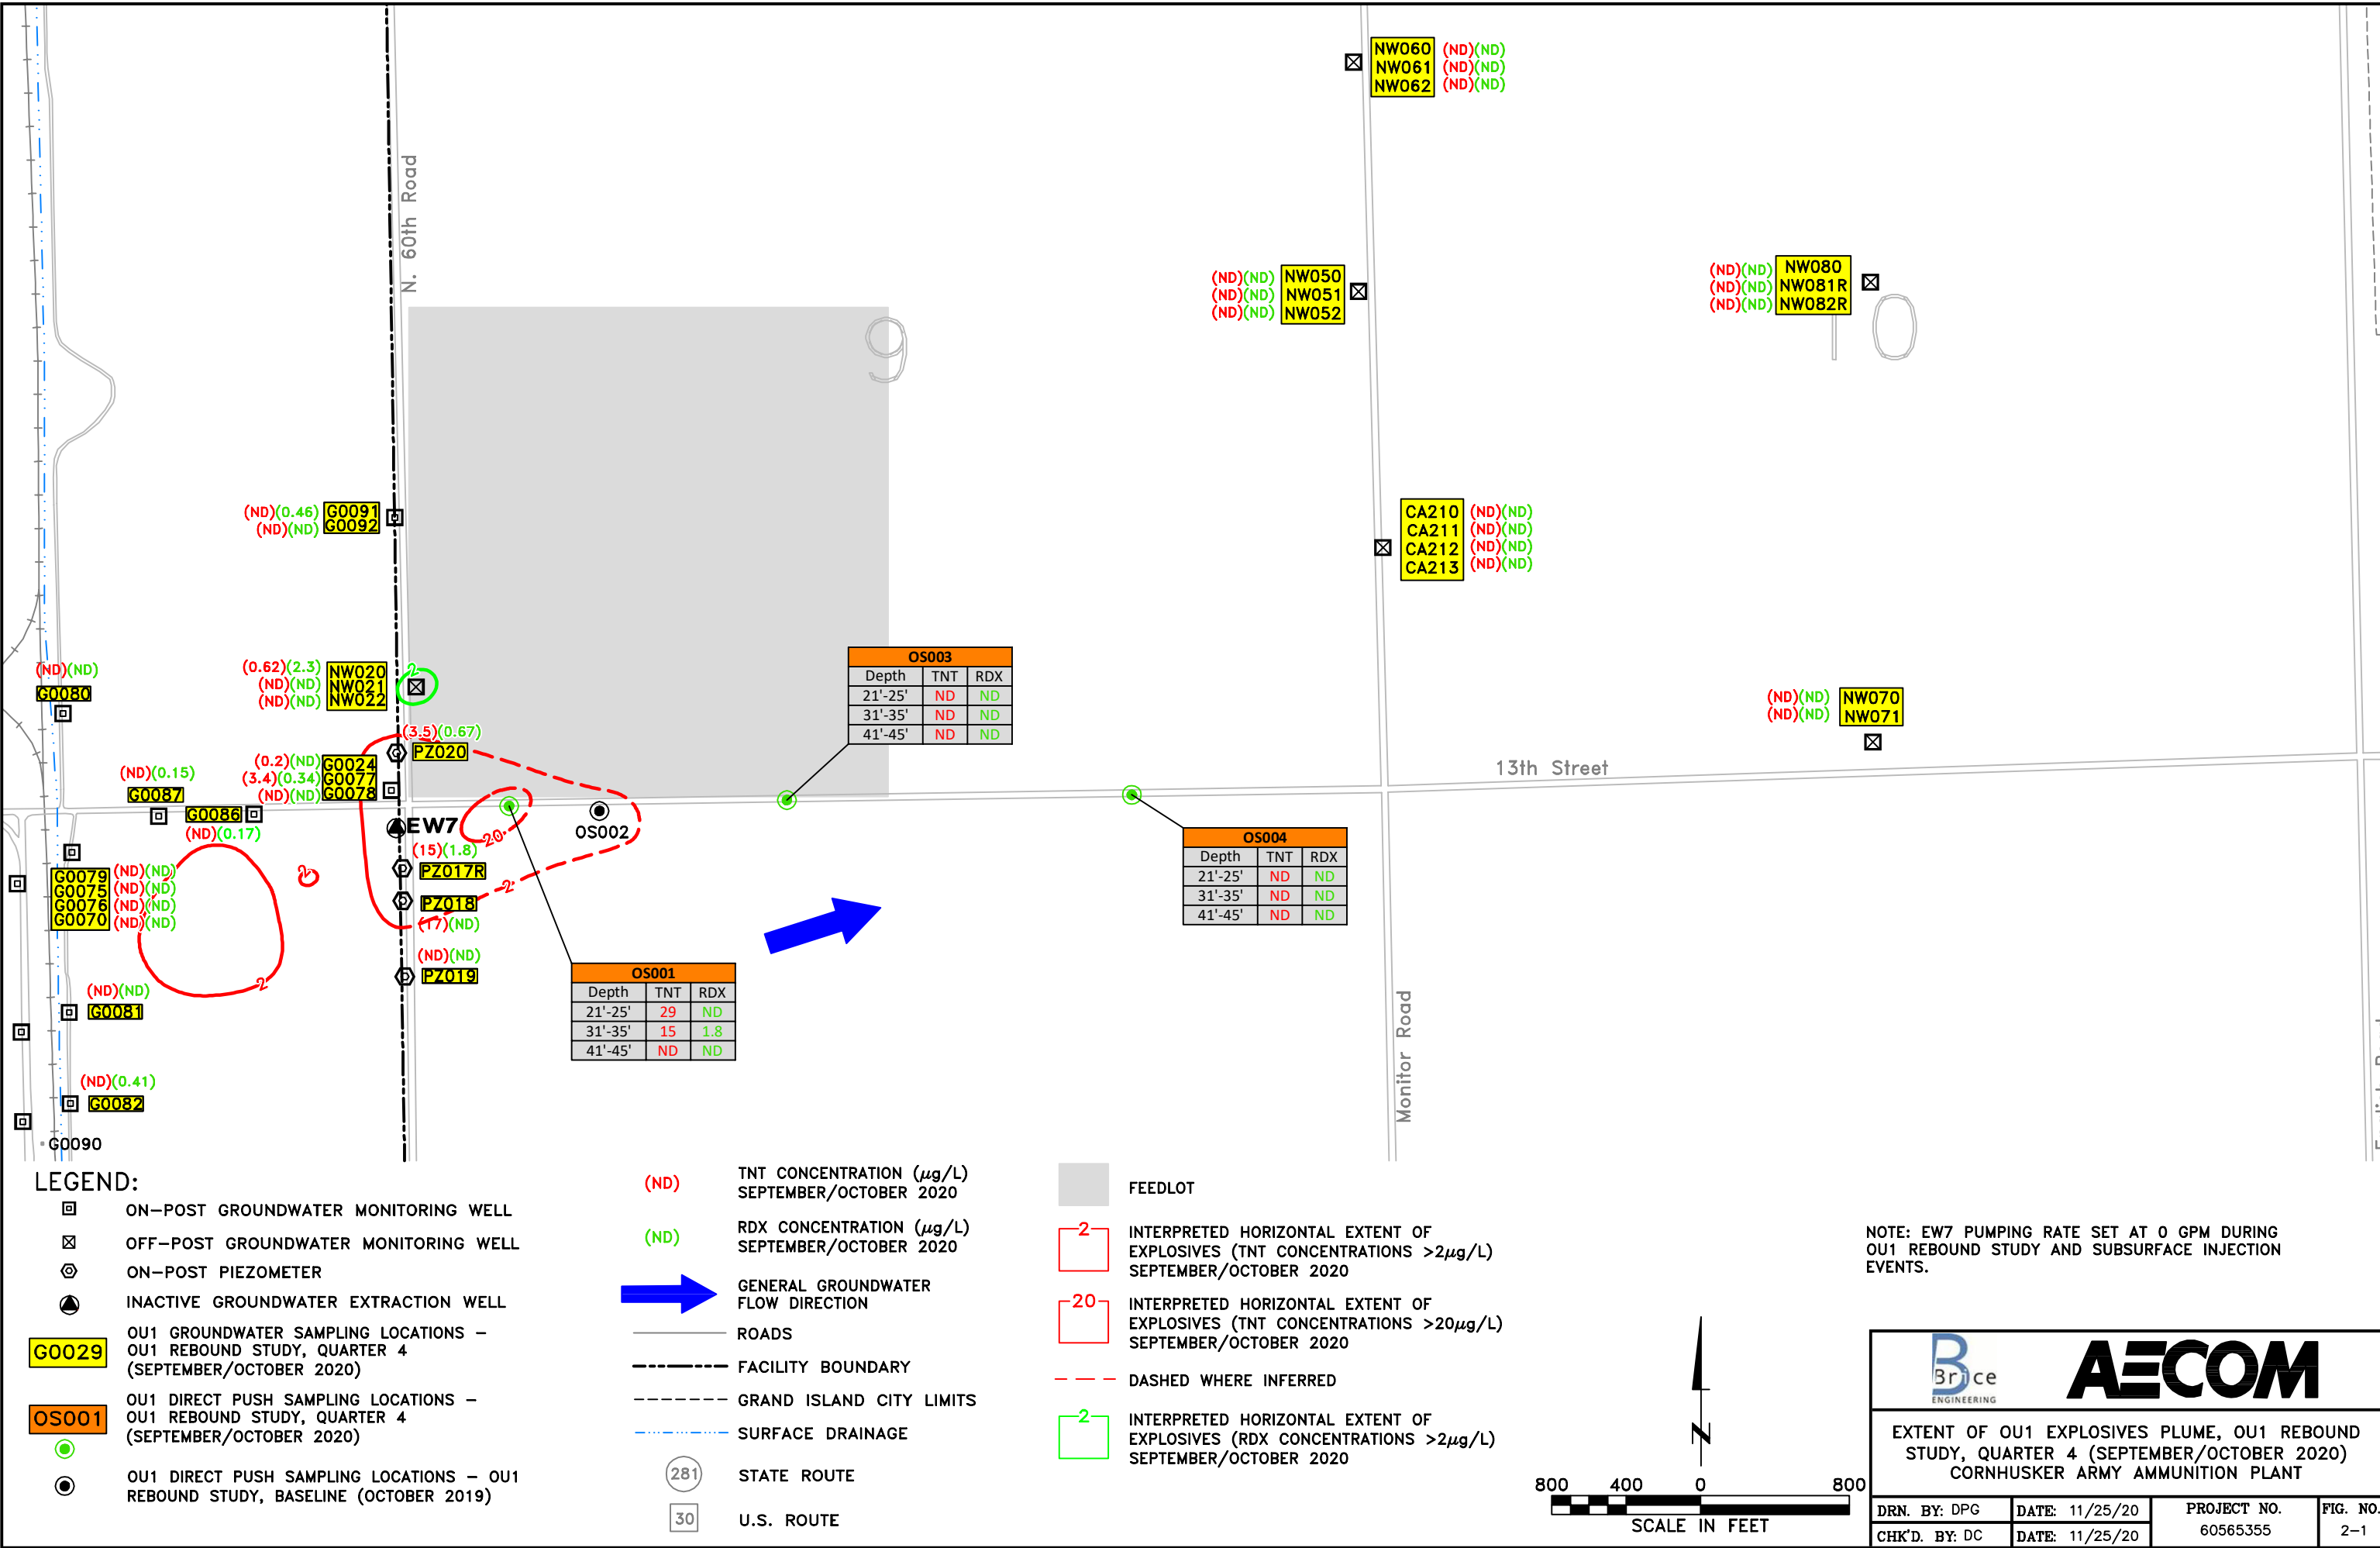 NW060 (ND)(ND)
NW061 (ND)(ND)
NW062 (ND)(ND)
N. 60th Road
(ND)(ND) NW050
(ND)(ND) NW051
(ND)(ND) NW052
(ND)(ND) NW080
(ND)(ND) NW081R
(ND)(ND) NW082R
9
10
(ND)(0.46) G0091
(ND)(ND) G0092
CA210 (ND)(ND)
CA211 (ND)(ND)
CA212 (ND)(ND)
CA213 (ND)(ND)
(ND)(ND)
G0080
(0.62)(2.3) NW020
(ND)(ND) NW021
(ND)(ND) NW022
2
OS003
Depth TNT RDX
21'-25' ND ND
31'-35' ND ND
41'-45' ND ND
(ND)(ND) NW070
(ND)(ND) NW071
(3.5)(0.67)
PZ020
(0.2)(ND) G0024
(3.4)(0.34) G0077
(ND)(ND) G0078
(ND)(0.15)
G0087
G0086
(ND)(0.17)
13th Street
EW7
20
OS002
(15)(1.8)
PZ017R
2
PZ018
(17)(ND)
(ND)(ND)
PZ019
G0079 (ND)(ND)
G0075 (ND)(ND)
G0076 (ND)(ND)
G0070 (ND)(ND)
2
2
OS004
Depth TNT RDX
21'-25' ND ND
31'-35' ND ND
41'-45' ND ND
OS001
Depth TNT RDX
21'-25' 29 ND
31'-35' 15 1.8
41'-45' ND ND
(ND)(ND)
G0081
(ND)(0.41)
G0082
G0090
Monitor Road
LEGEND:
ON-POST GROUNDWATER MONITORING WELL
OFF-POST GROUNDWATER MONITORING WELL
ON-POST PIEZOMETER
INACTIVE GROUNDWATER EXTRACTION WELL
G0029
OU1 GROUNDWATER SAMPLING LOCATIONS -
OU1 REBOUND STUDY, QUARTER 4
(SEPTEMBER/OCTOBER 2020)
OS001
OU1 DIRECT PUSH SAMPLING LOCATIONS -
OU1 REBOUND STUDY, QUARTER 4
(SEPTEMBER/OCTOBER 2020)
OU1 DIRECT PUSH SAMPLING LOCATIONS - OU1
REBOUND STUDY, BASELINE (OCTOBER 2019)
(ND)
TNT CONCENTRATION (μg/L)
SEPTEMBER/OCTOBER 2020
(ND)
RDX CONCENTRATION (μg/L)
SEPTEMBER/OCTOBER 2020
GENERAL GROUNDWATER
FLOW DIRECTION
ROADS
FACILITY BOUNDARY
GRAND ISLAND CITY LIMITS
SURFACE DRAINAGE
281 STATE ROUTE
30 U.S. ROUTE
FEEDLOT
2
INTERPRETED HORIZONTAL EXTENT OF
EXPLOSIVES (TNT CONCENTRATIONS >2μg/L)
SEPTEMBER/OCTOBER 2020
20
INTERPRETED HORIZONTAL EXTENT OF
EXPLOSIVES (TNT CONCENTRATIONS >20μg/L)
SEPTEMBER/OCTOBER 2020
DASHED WHERE INFERRED
2
INTERPRETED HORIZONTAL EXTENT OF
EXPLOSIVES (RDX CONCENTRATIONS >2μg/L)
SEPTEMBER/OCTOBER 2020
NOTE: EW7 PUMPING RATE SET AT 0 GPM DURING
OU1 REBOUND STUDY AND SUBSURFACE INJECTION
EVENTS.
N
800 400 0 800
SCALE IN FEET
B
Brice
ENGINEERING
AECOM
EXTENT OF OU1 EXPLOSIVES PLUME, OU1 REBOUND
STUDY, QUARTER 4 (SEPTEMBER/OCTOBER 2020)
CORNHUSKER ARMY AMMUNITION PLANT
DRN. BY: DPG DATE: 11/25/20 PROJECT NO. FIG. NO.
CHK'D. BY: DC DATE: 11/25/20 60565355 2-1